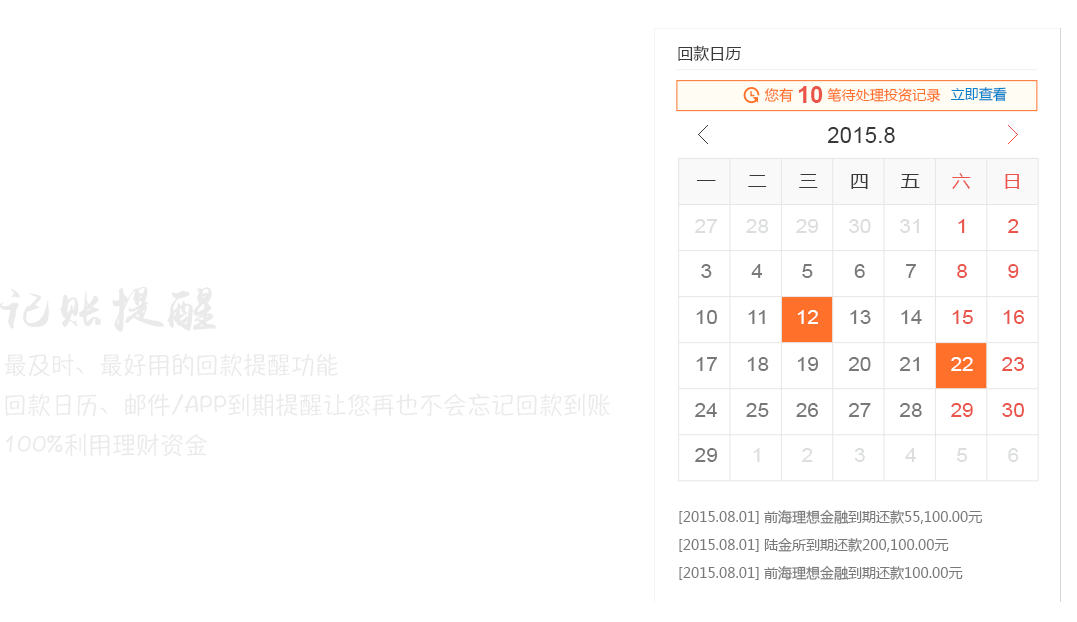 记账提醒
最及时、最好用的回款提醒功能
回款日历、邮件/APP到期提醒让您再也不会忘记回款到账
100%利用理财资金
回款日历
您有 10 笔待处理投资记录 立即查看
2015.8
一 二 三 四 五 六 日
27 28 29 30 31 1 2
3 4 5 6 7 8 9
10 11 12 13 14 15 16
17 18 19 20 21 22 23
24 25 26 27 28 29 30
29 1 2 3 4 5 6
[2015.08.01] 前海理想金融到期还款55,100.00元
[2015.08.01] 陆金所到期还款200,100.00元
[2015.08.01] 前海理想金融到期还款100.00元